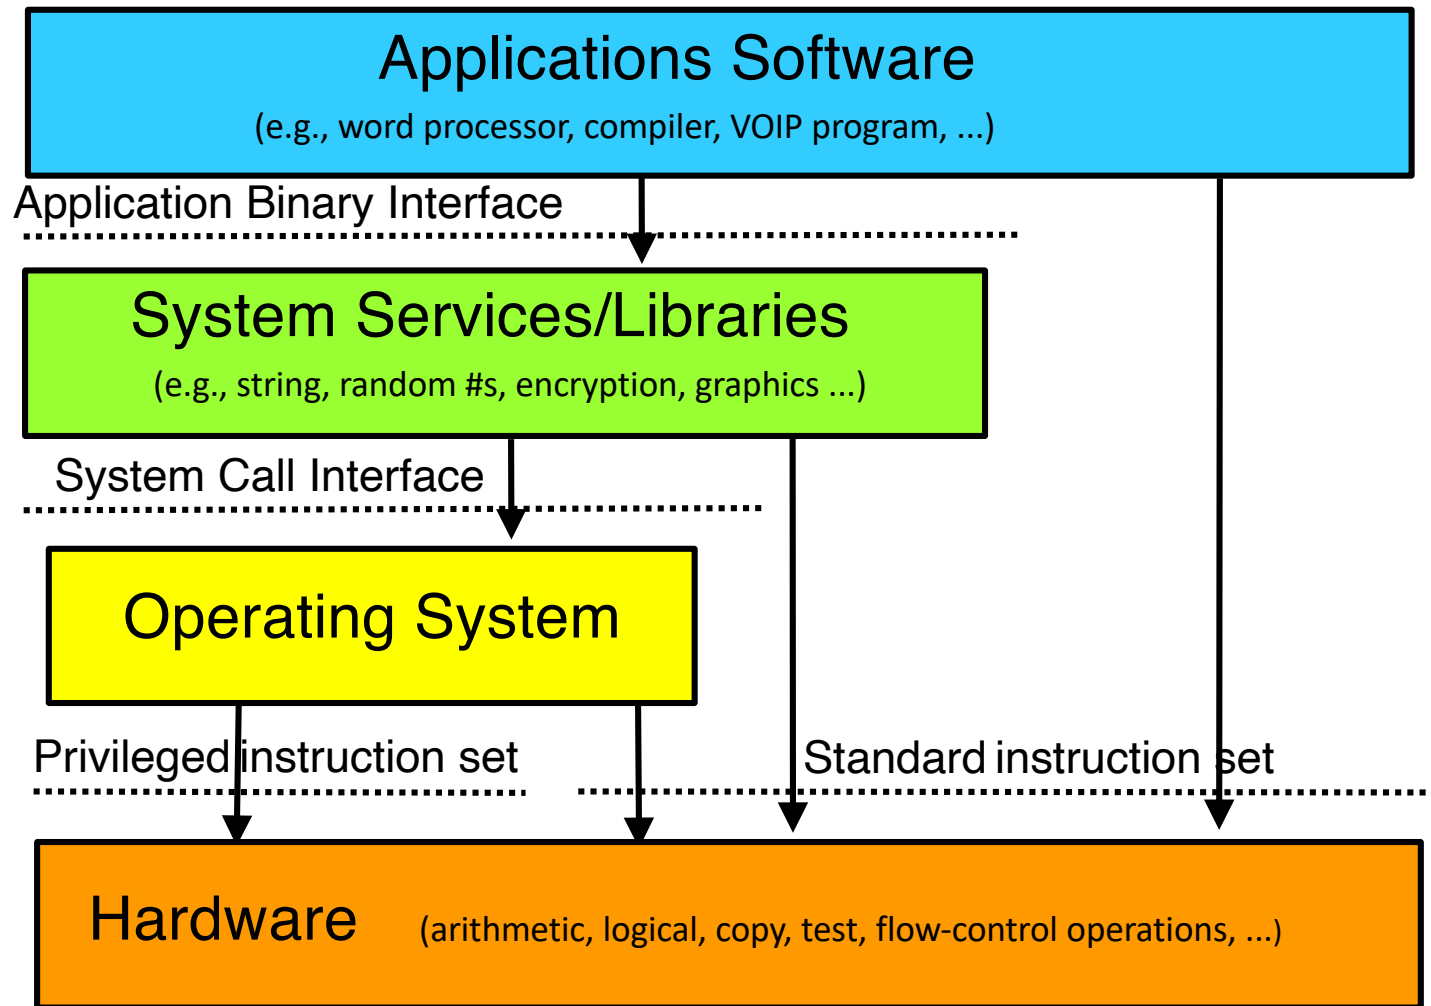 Applications Software
(e.g., word processor, compiler, VOIP program, ...)
Application Binary Interface
System Services/Libraries
(e.g., string, random #s, encryption, graphics ...)
System Call Interface
Operating System
Privileged instruction set
Standard instruction set
Hardware (arithmetic, logical, copy, test, flow-control operations, ...)